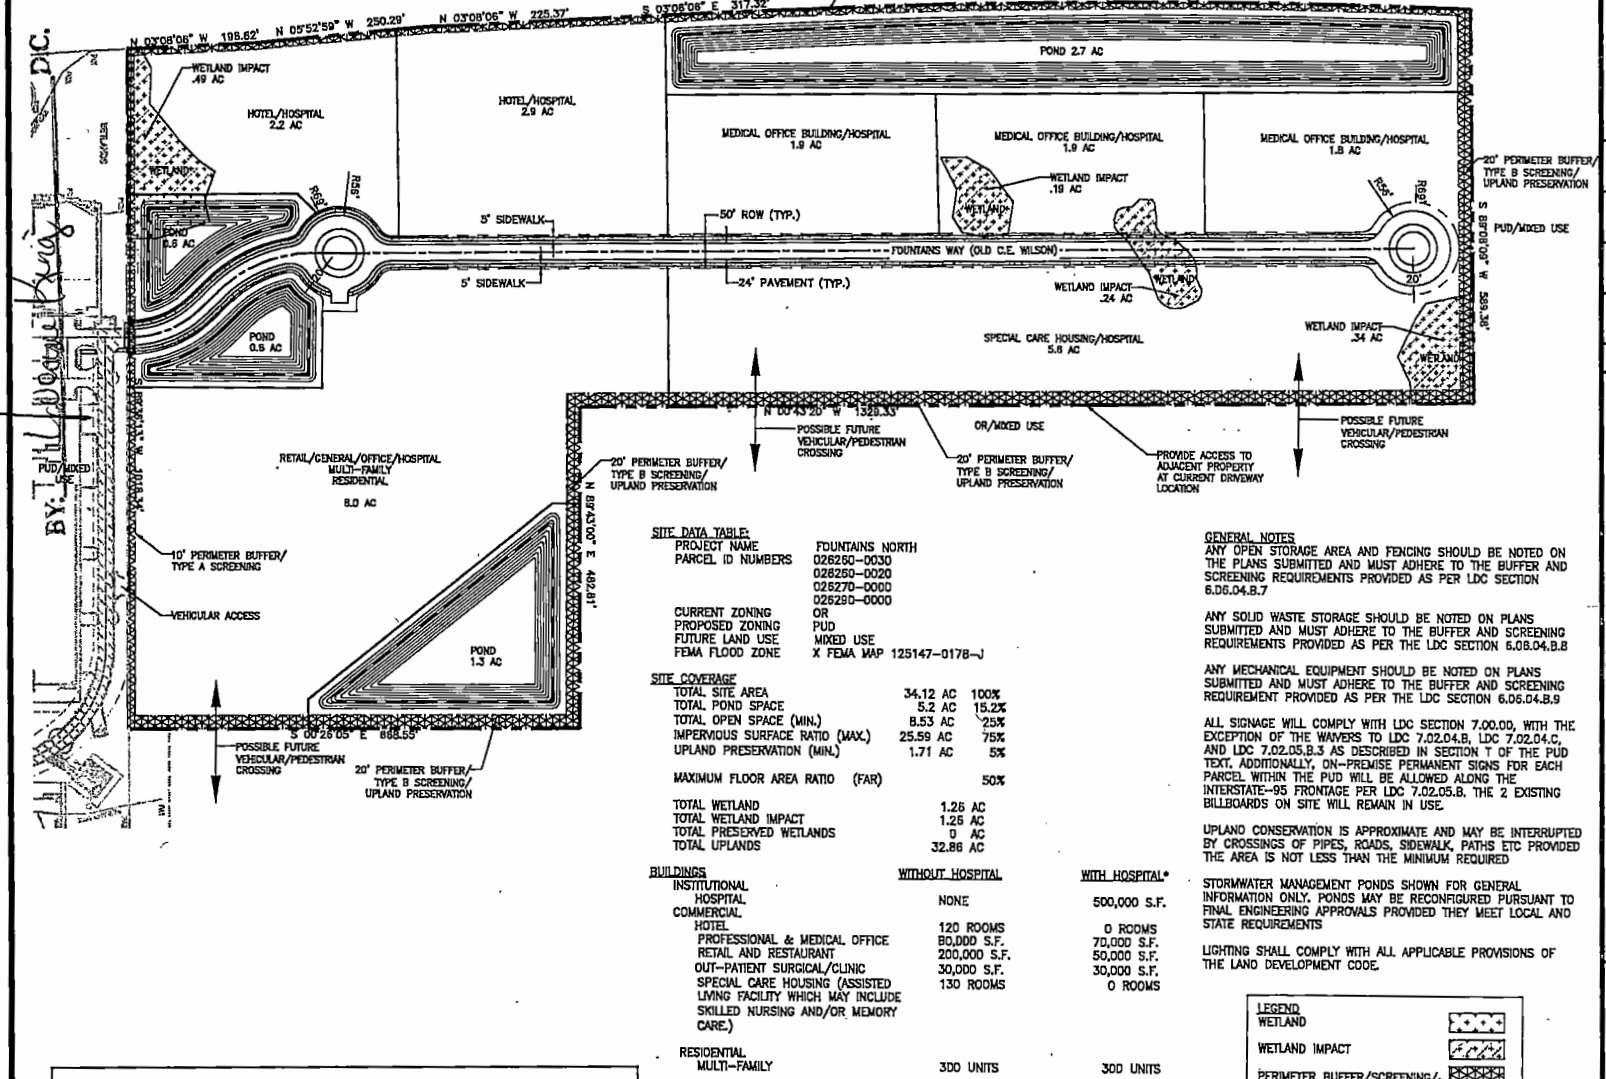 N 03°08'06" W 198.62' N 05°52'59" W 250.29' N 03°08'06" W 225.37' S 03°08'06" E 317.32'
DIC.
BY:
WETLANDS
WETLAND IMPACT
.49 AC
WETLAND
HOTEL/HOSPITAL
2.2 AC
HOTEL/HOSPITAL
2.9 AC
POND 2.7 AC
MEDICAL OFFICE BUILDING/HOSPITAL
1.9 AC
MEDICAL OFFICE BUILDING/HOSPITAL
1.9 AC
MEDICAL OFFICE BUILDING/HOSPITAL
1.8 AC
WETLAND IMPACT
.19 AC
WETLAND
20' PERIMETER BUFFER/
TYPE B SCREENING/
UPLAND PRESERVATION
PUD/MIXED USE
S 89°08'09" W 589.38'
R69'
R56'
R56'
R69'
20'
20'
POND
0.6 AC
5' SIDEWALK
50' ROW (TYP.)
FOUNTAINS WAY (OLD C.E. WILSON)
5' SIDEWALK
24' PAVEMENT (TYP.)
WETLAND
WETLAND IMPACT
.24 AC
POND
0.6 AC
SPECIAL CARE HOUSING/HOSPITAL
5.8 AC
WETLAND IMPACT
.34 AC
WETLAND
N 00°43'20" W 1329.33'
POSSIBLE FUTURE
VEHICULAR/PEDESTRIAN
CROSSING
OR/MIXED USE
20' PERIMETER BUFFER/
TYPE B SCREENING/
UPLAND PRESERVATION
PROVIDE ACCESS TO
ADJACENT PROPERTY
AT CURRENT DRIVEWAY
LOCATION
POSSIBLE FUTURE
VEHICULAR/PEDESTRIAN
CROSSING
PUD/MIXED
USE
RETAIL/GENERAL/OFFICE/HOSPITAL
MULTI-FAMILY
RESIDENTIAL
8.0 AC
20' PERIMETER BUFFER/
TYPE B SCREENING/
UPLAND PRESERVATION
N 89°43'00" E 482.81'
10' PERIMETER BUFFER/
TYPE A SCREENING
VEHICULAR ACCESS
POND
1.3 AC
S 00°26'05" E 868.55'
POSSIBLE FUTURE
VEHICULAR/PEDESTRIAN
CROSSING
20' PERIMETER BUFFER/
TYPE B SCREENING/
UPLAND PRESERVATION
SITE DATA TABLE:
PROJECT NAME FOUNTAINS NORTH
PARCEL ID NUMBERS 026260-0030
026260-0020
026270-0000
026290-0000
CURRENT ZONING OR
PROPOSED ZONING PUD
FUTURE LAND USE MIXED USE
FEMA FLOOD ZONE X FEMA MAP 125147-0178-J
SITE COVERAGE
TOTAL SITE AREA 34.12 AC 100%
TOTAL POND SPACE 5.2 AC 15.2%
TOTAL OPEN SPACE (MIN.) 8.53 AC 25%
IMPERVIOUS SURFACE RATIO (MAX.) 25.59 AC 75%
UPLAND PRESERVATION (MIN.) 1.71 AC 5%
MAXIMUM FLOOR AREA RATIO (FAR) 50%
TOTAL WETLAND 1.26 AC
TOTAL WETLAND IMPACT 1.26 AC
TOTAL PRESERVED WETLANDS 0 AC
TOTAL UPLANDS 32.86 AC
BUILDINGS WITHOUT HOSPITAL WITH HOSPITAL*
INSTITUTIONAL
HOSPITAL NONE 500,000 S.F.
COMMERCIAL
HOTEL 120 ROOMS 0 ROOMS
PROFESSIONAL & MEDICAL OFFICE 80,000 S.F. 70,000 S.F.
RETAIL AND RESTAURANT 200,000 S.F. 50,000 S.F.
OUT-PATIENT SURGICAL/CLINIC 30,000 S.F. 30,000 S.F.
SPECIAL CARE HOUSING (ASSISTED 130 ROOMS 0 ROOMS
LIVING FACILITY WHICH MAY INCLUDE
SKILLED NURSING AND/OR MEMORY
CARE.)
RESIDENTIAL
MULTI-FAMILY 300 UNITS 300 UNITS
GENERAL NOTES
ANY OPEN STORAGE AREA AND FENCING SHOULD BE NOTED ON
THE PLANS SUBMITTED AND MUST ADHERE TO THE BUFFER AND
SCREENING REQUIREMENTS PROVIDED AS PER LDC SECTION
6.06.04.B.7
ANY SOLID WASTE STORAGE SHOULD BE NOTED ON PLANS
SUBMITTED AND MUST ADHERE TO THE BUFFER AND SCREENING
REQUIREMENTS PROVIDED AS PER THE LDC SECTION 6.06.04.B.8
ANY MECHANICAL EQUIPMENT SHOULD BE NOTED ON PLANS
SUBMITTED AND MUST ADHERE TO THE BUFFER AND SCREENING
REQUIREMENT PROVIDED AS PER THE LDC SECTION 6.06.04.B.9
ALL SIGNAGE WILL COMPLY WITH LDC SECTION 7.00.00, WITH THE
EXCEPTION OF THE WAIVERS TO LDC 7.02.04.B, LDC 7.02.04.C,
AND LDC 7.02.05.B.3 AS DESCRIBED IN SECTION T OF THE PUD
TEXT. ADDITIONALLY, ON-PREMISE PERMANENT SIGNS FOR EACH
PARCEL WITHIN THE PUD WILL BE ALLOWED ALONG THE
INTERSTATE-95 FRONTAGE PER LDC 7.02.05.B. THE 2 EXISTING
BILLBOARDS ON SITE WILL REMAIN IN USE.
UPLAND CONSERVATION IS APPROXIMATE AND MAY BE INTERRUPTED
BY CROSSINGS OF PIPES, ROADS, SIDEWALK, PATHS ETC PROVIDED
THE AREA IS NOT LESS THAN THE MINIMUM REQUIRED
STORMWATER MANAGEMENT PONDS SHOWN FOR GENERAL
INFORMATION ONLY. PONDS MAY BE RECONFIGURED PURSUANT TO
FINAL ENGINEERING APPROVALS PROVIDED THEY MEET LOCAL AND
STATE REQUIREMENTS
LIGHTING SHALL COMPLY WITH ALL APPLICABLE PROVISIONS OF
THE LAND DEVELOPMENT CODE.
LEGEND
WETLAND
WETLAND IMPACT
PERIMETER BUFFER/SCREENING/